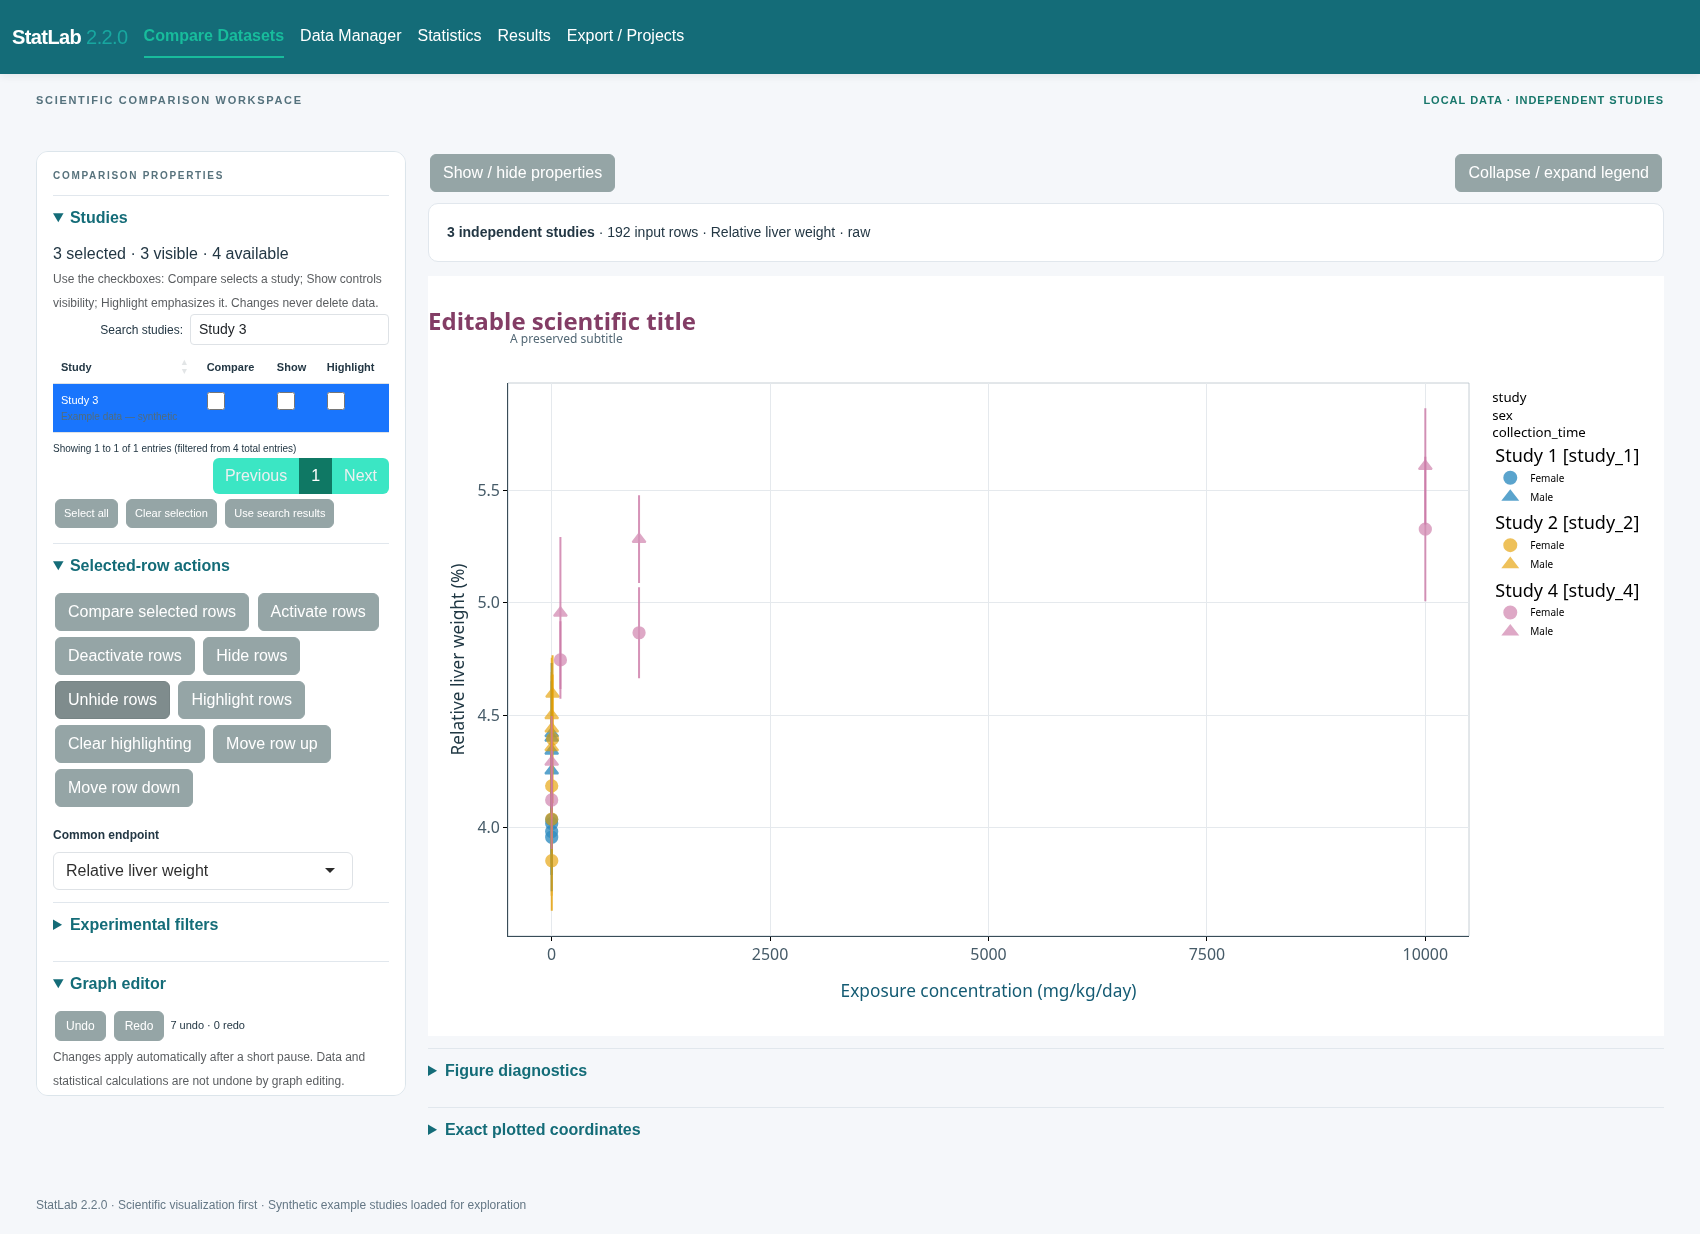 StatLab 2.2.0 Compare Datasets Data Manager Statistics Results Export / Projects
SCIENTIFIC COMPARISON WORKSPACE
LOCAL DATA · INDEPENDENT STUDIES
COMPARISON PROPERTIES
▼ Studies
3 selected · 3 visible · 4 available
Use the checkboxes: Compare selects a study; Show controls
visibility; Highlight emphasizes it. Changes never delete data.
Search studies: Study 3
Study Compare Show Highlight
Study 3
Showing 1 to 1 of 1 entries (filtered from 4 total entries)
Previous 1 Next
Select all Clear selection Use search results
▼ Selected-row actions
Compare selected rows Activate rows
Deactivate rows Hide rows
Unhide rows Highlight rows
Clear highlighting Move row up
Move row down
Common endpoint
Relative liver weight
▶ Experimental filters
▼ Graph editor
Undo Redo 7 undo · 0 redo
Changes apply automatically after a short pause. Data and
statistical calculations are not undone by graph editing.
Show / hide properties
Collapse / expand legend
3 independent studies · 192 input rows · Relative liver weight · raw
Editable scientific title
A preserved subtitle
Relative liver weight (%)
5.5
5.0
4.5
4.0
0 2500 5000 7500 10000
Exposure concentration (mg/kg/day)
study
sex
collection_time
Study 1 [study_1]
Female
Male
Study 2 [study_2]
Female
Male
Study 4 [study_4]
Female
Male
▶ Figure diagnostics
▶ Exact plotted coordinates
StatLab 2.2.0 · Scientific visualization first · Synthetic example studies loaded for exploration